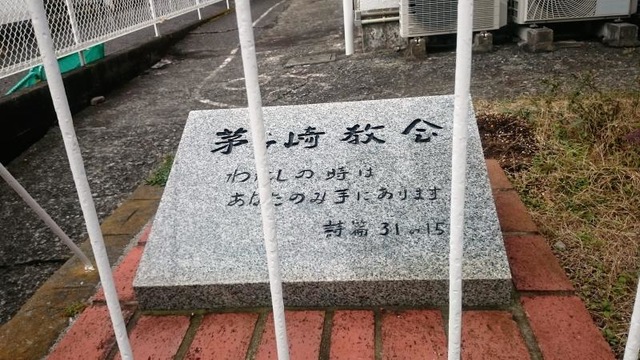 茅ヶ崎教会
わたしの時は
あなたのみ手にあります
詩篇 31の15